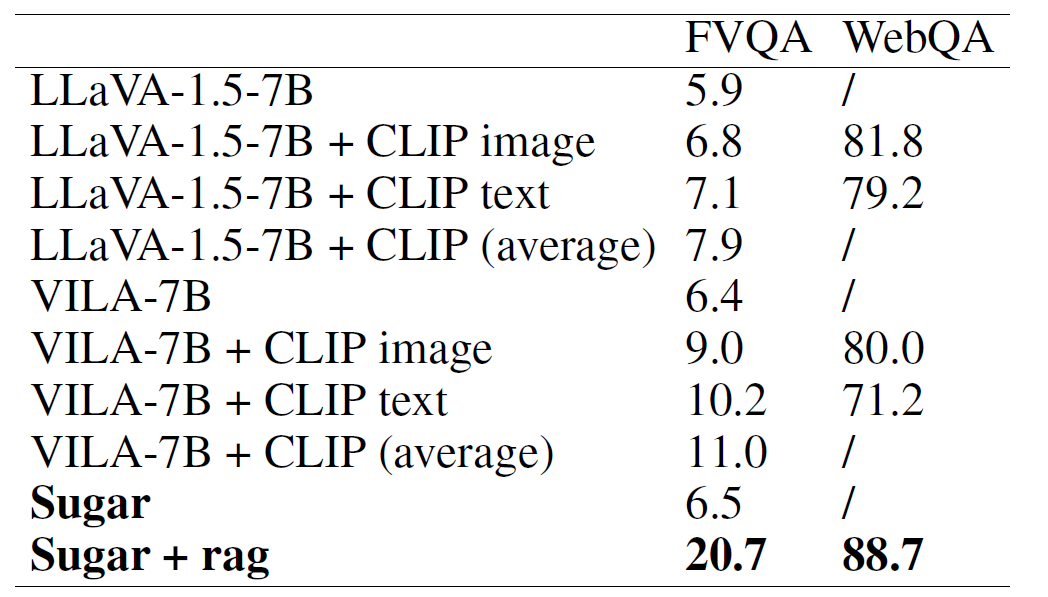 FVQA WebQA
LLaVA-1.5-7B 5.9 /
LLaVA-1.5-7B + CLIP image 6.8 81.8
LLaVA-1.5-7B + CLIP text 7.1 79.2
LLaVA-1.5-7B + CLIP (average) 7.9 /
VILA-7B 6.4 /
VILA-7B + CLIP image 9.0 80.0
VILA-7B + CLIP text 10.2 71.2
VILA-7B + CLIP (average) 11.0 /
Sugar 6.5 /
Sugar + rag 20.7 88.7